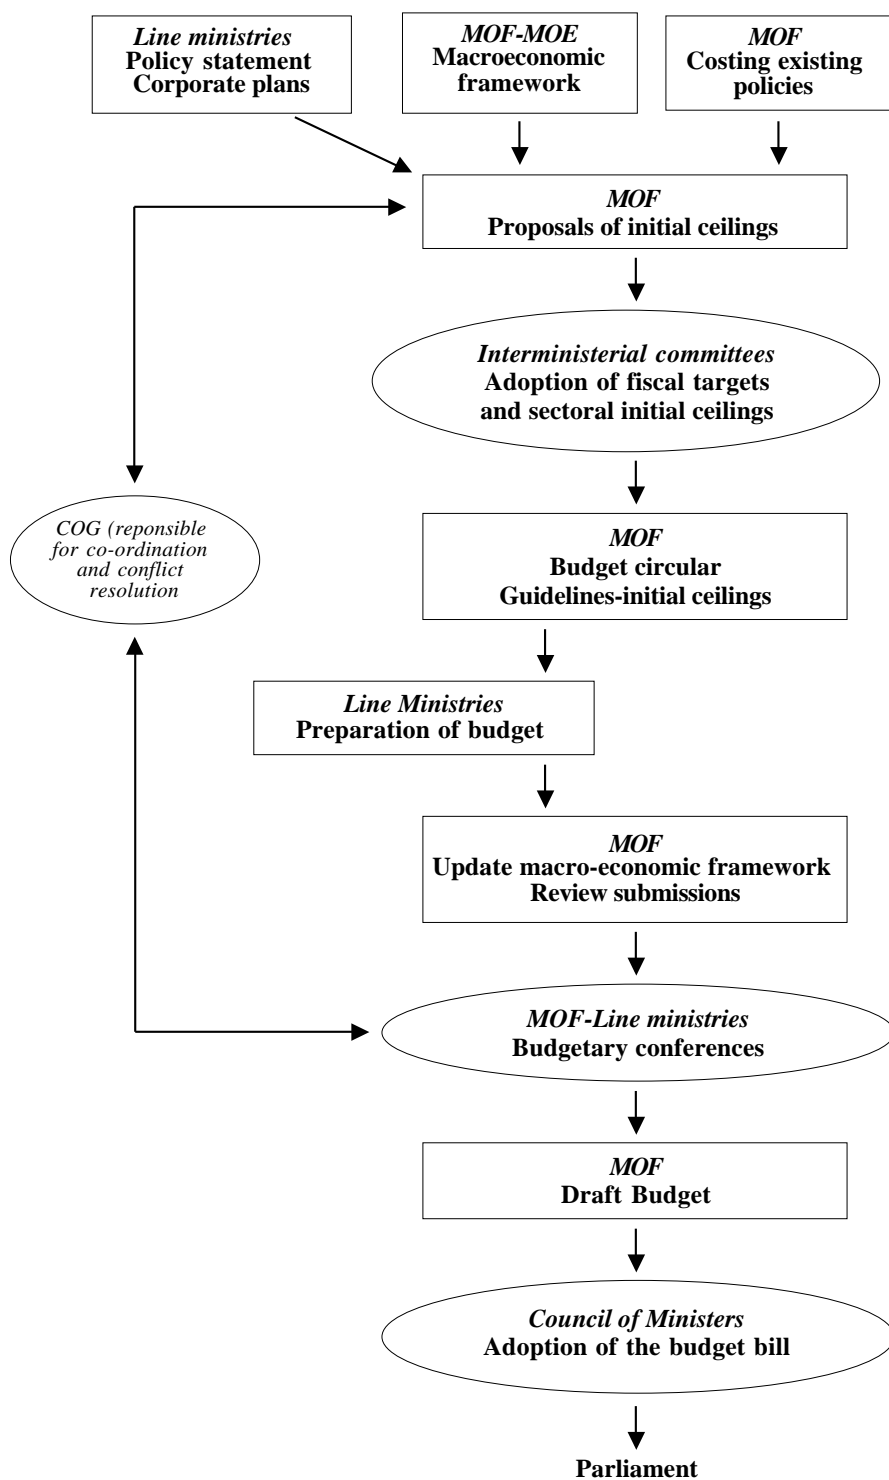 Line ministries
Policy statement
Corporate plans
MOF-MOE
Macroeconomic
framework
MOF
Costing existing
policies
MOF
Proposals of initial ceilings
Interministerial committees
Adoption of fiscal targets
and sectoral initial ceilings
COG (reponsible
for co-ordination
and conflict
resolution
MOF
Budget circular
Guidelines-initial ceilings
Line Ministries
Preparation of budget
MOF
Update macro-economic framework
Review submissions
MOF-Line ministries
Budgetary conferences
MOF
Draft Budget
Council of Ministers
Adoption of the budget bill
Parliament